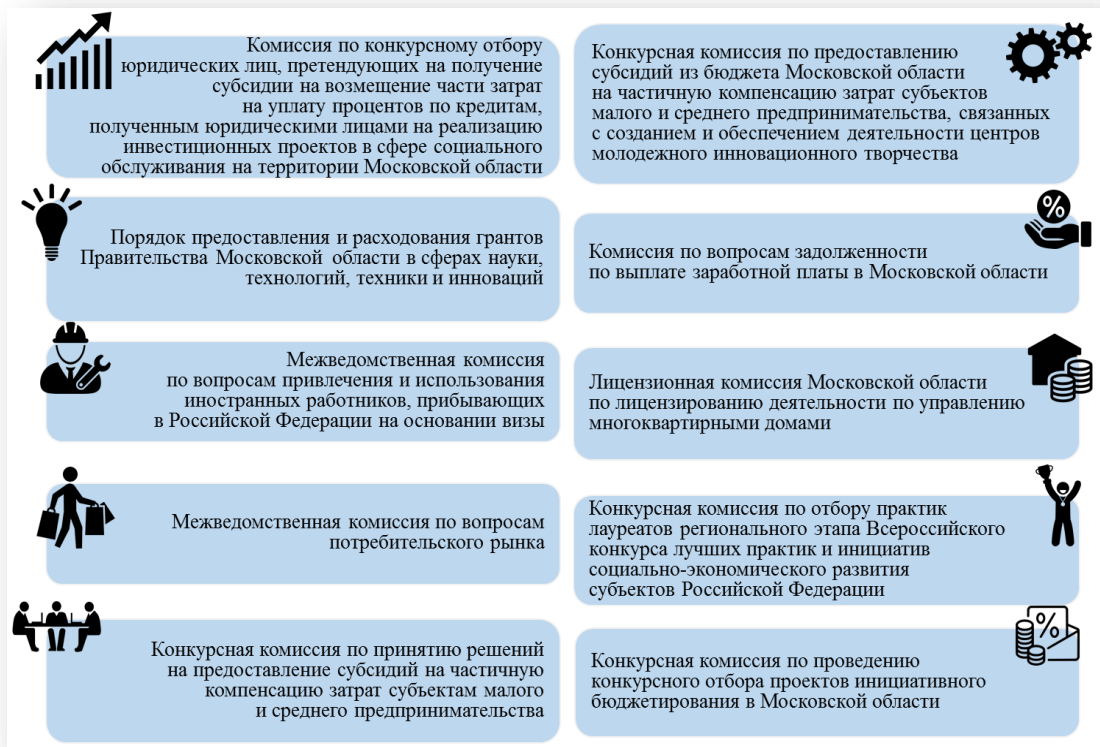 Комиссия по конкурсному отбору
юридических лиц, претендующих на получение
субсидии на возмещение части затрат
на уплату процентов по кредитам,
полученным юридическими лицами на реализацию
инвестиционных проектов в сфере социального
обслуживания на территории Московской области
Конкурсная комиссия по предоставлению
субсидий из бюджета Московской области
на частичную компенсацию затрат субъектов
малого и среднего предпринимательства, связанных
с созданием и обеспечением деятельности центров
молодежного инновационного творчества
Порядок предоставления и расходования грантов
Правительства Московской области в сферах науки,
технологий, техники и инноваций
%
Комиссия по вопросам задолженности
по выплате заработной платы в Московской области
Межведомственная комиссия
по вопросам привлечения и использования
иностранных работников, прибывающих
в Российской Федерации на основании визы
Лицензионная комиссия Московской области
по лицензированию деятельности по управлению
многоквартирными домами
Межведомственная комиссия по вопросам
потребительского рынка
Конкурсная комиссия по отбору практик
лауреатов регионального этапа Всероссийского
конкурса лучших практик и инициатив
социально-экономического развития
субъектов Российской Федерации
Конкурсная комиссия по принятию решений
на предоставление субсидий на частичную
компенсацию затрат субъектам малого
и среднего предпринимательства
%
Конкурсная комиссия по проведению
конкурсного отбора проектов инициативного
бюджетирования в Московской области